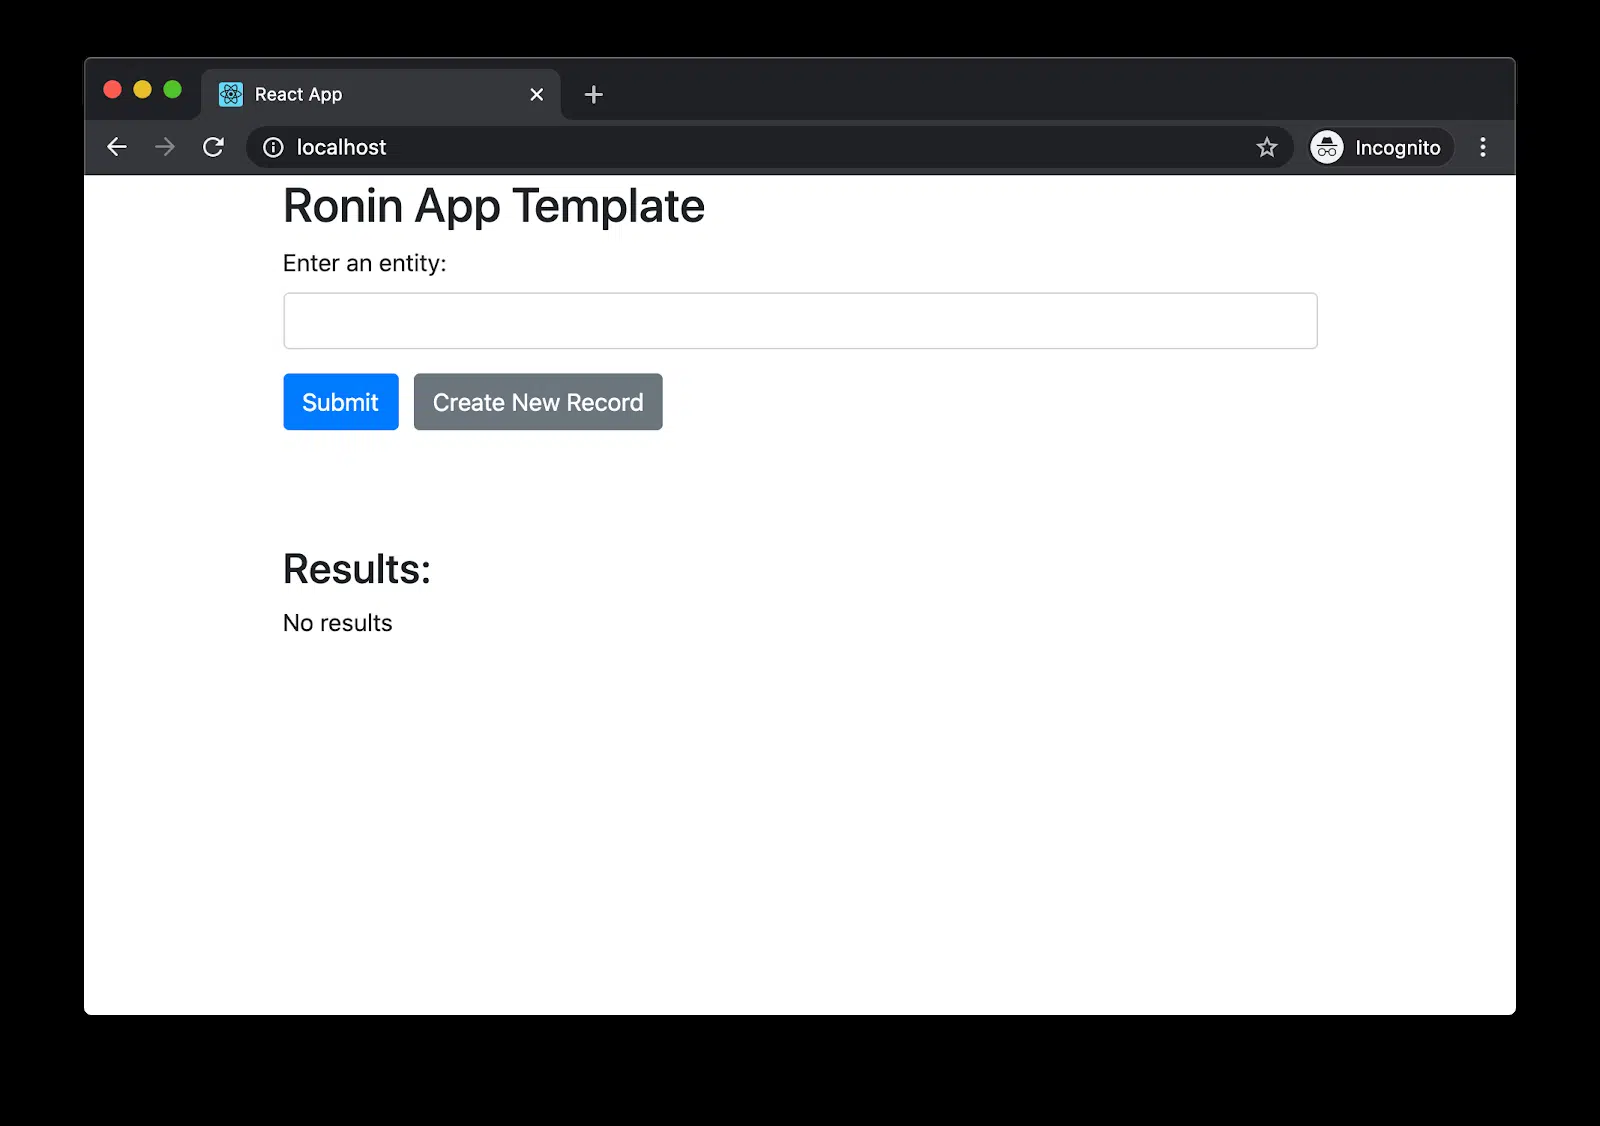 React App
localhost
Incognito
Ronin App Template
Enter an entity:
Submit
Create New Record
Results:
No results